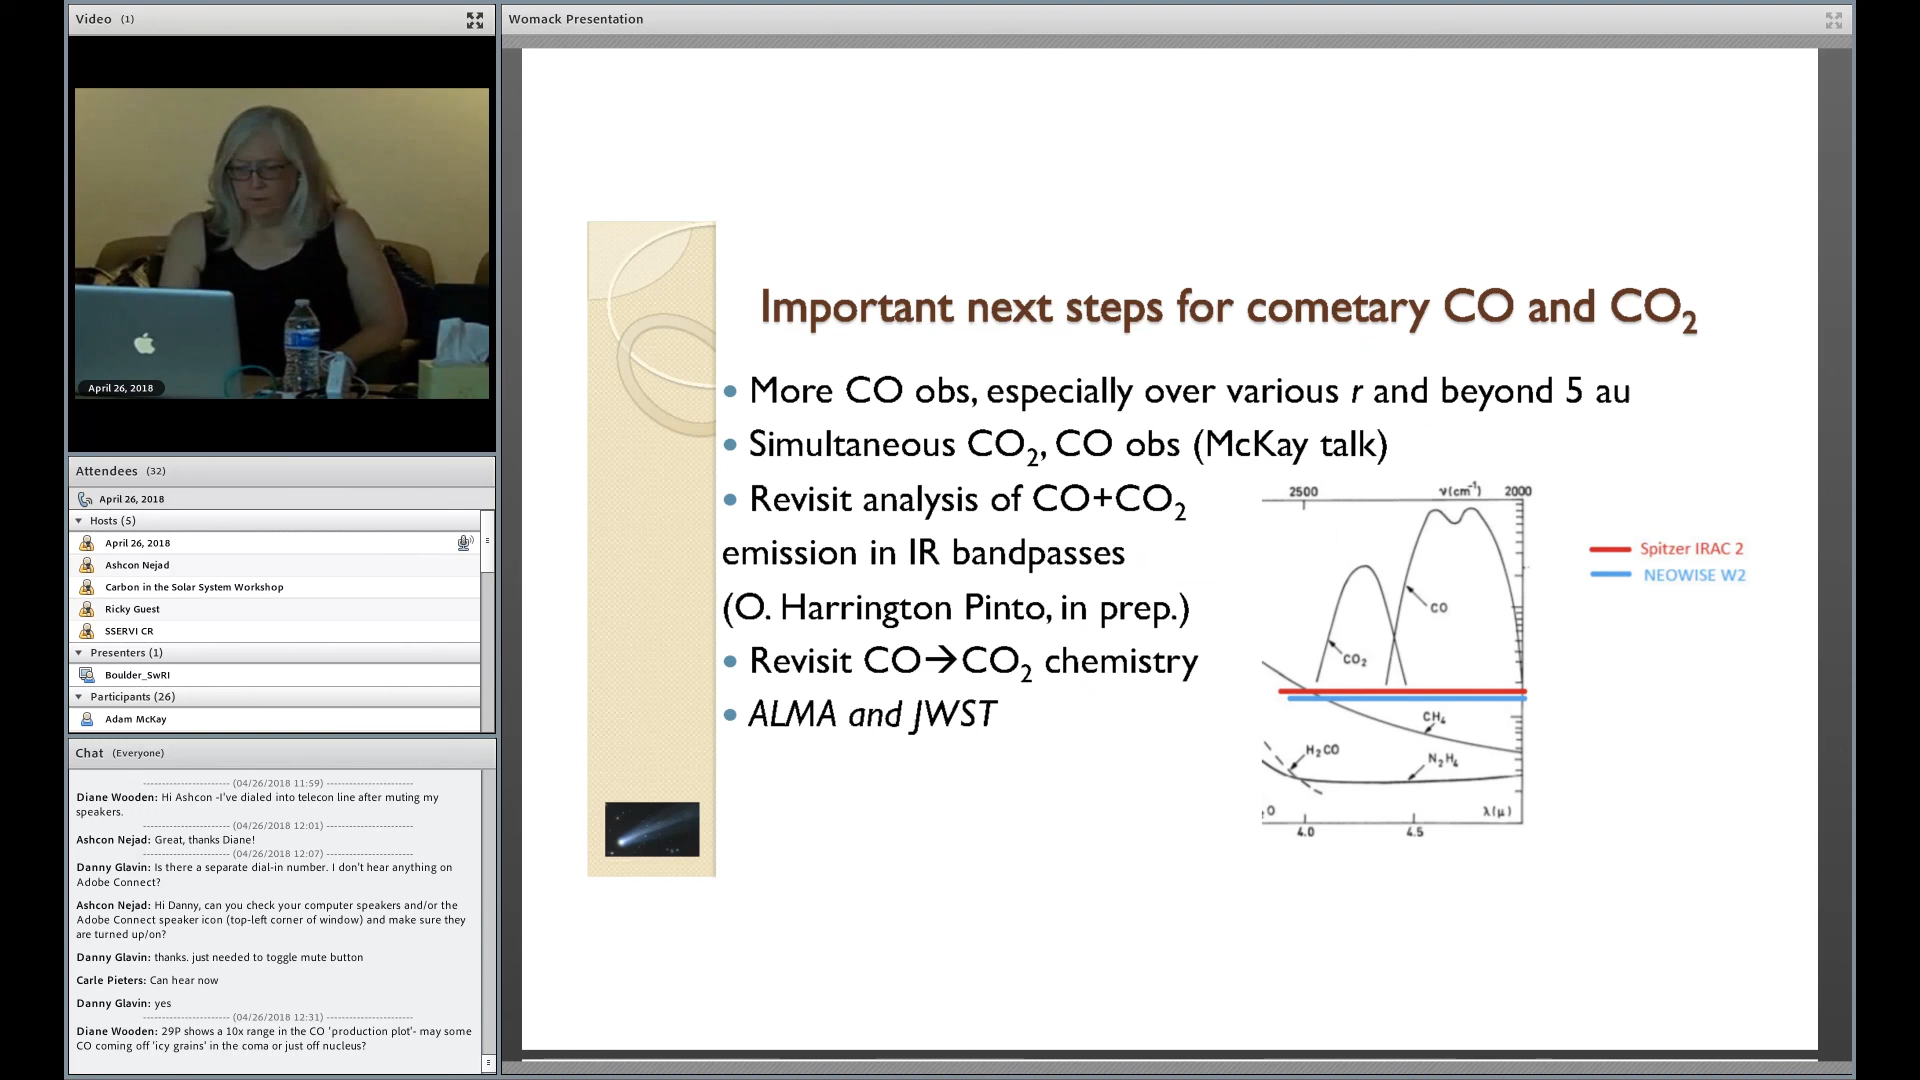 Video (1)
April 26, 2018
Attendees (32)
April 26, 2018
Hosts (5)
April 26, 2018
Ashcon Nejad
Carbon in the Solar System Workshop
Ricky Guest
SSERVI CR
Presenters (1)
Boulder_SwRI
Participants (26)
Adam McKay
Chat (Everyone)
----------------------- (04/26/2018 11:59) -----------------------
Diane Wooden: Hi Ashcon -I've dialed into telecon line after muting my
speakers.
----------------------- (04/26/2018 12:01) -----------------------
Ashcon Nejad: Great, thanks Diane!
----------------------- (04/26/2018 12:07) -----------------------
Danny Glavin: Is there a separate dial-in number. I don't hear anything on
Adobe Connect?
Ashcon Nejad: Hi Danny, can you check your computer speakers and/or the
Adobe Connect speaker icon (top-left corner of window) and make sure they
are turned up/on?
Danny Glavin: thanks. just needed to toggle mute button
Carle Pieters: Can hear now
Danny Glavin: yes
----------------------- (04/26/2018 12:31) -----------------------
Diane Wooden: 29P shows a 10x range in the CO 'production plot'- may some
CO coming off 'icy grains' in the coma or just off nucleus?
Womack Presentation
Important next steps for cometary CO and CO₂
• More CO obs, especially over various r and beyond 5 au
• Simultaneous CO₂, CO obs (McKay talk)
• Revisit analysis of CO+CO₂
emission in IR bandpasses
(O. Harrington Pinto, in prep.)
• Revisit CO→CO₂ chemistry
• ALMA and JWST
2500 ν(cm⁻¹) 2000
CO
CO₂
CH₄
H₂CO
N₂H₄
O λ(μ)
4.0 4.5
Spitzer IRAC 2
NEOWISE W2